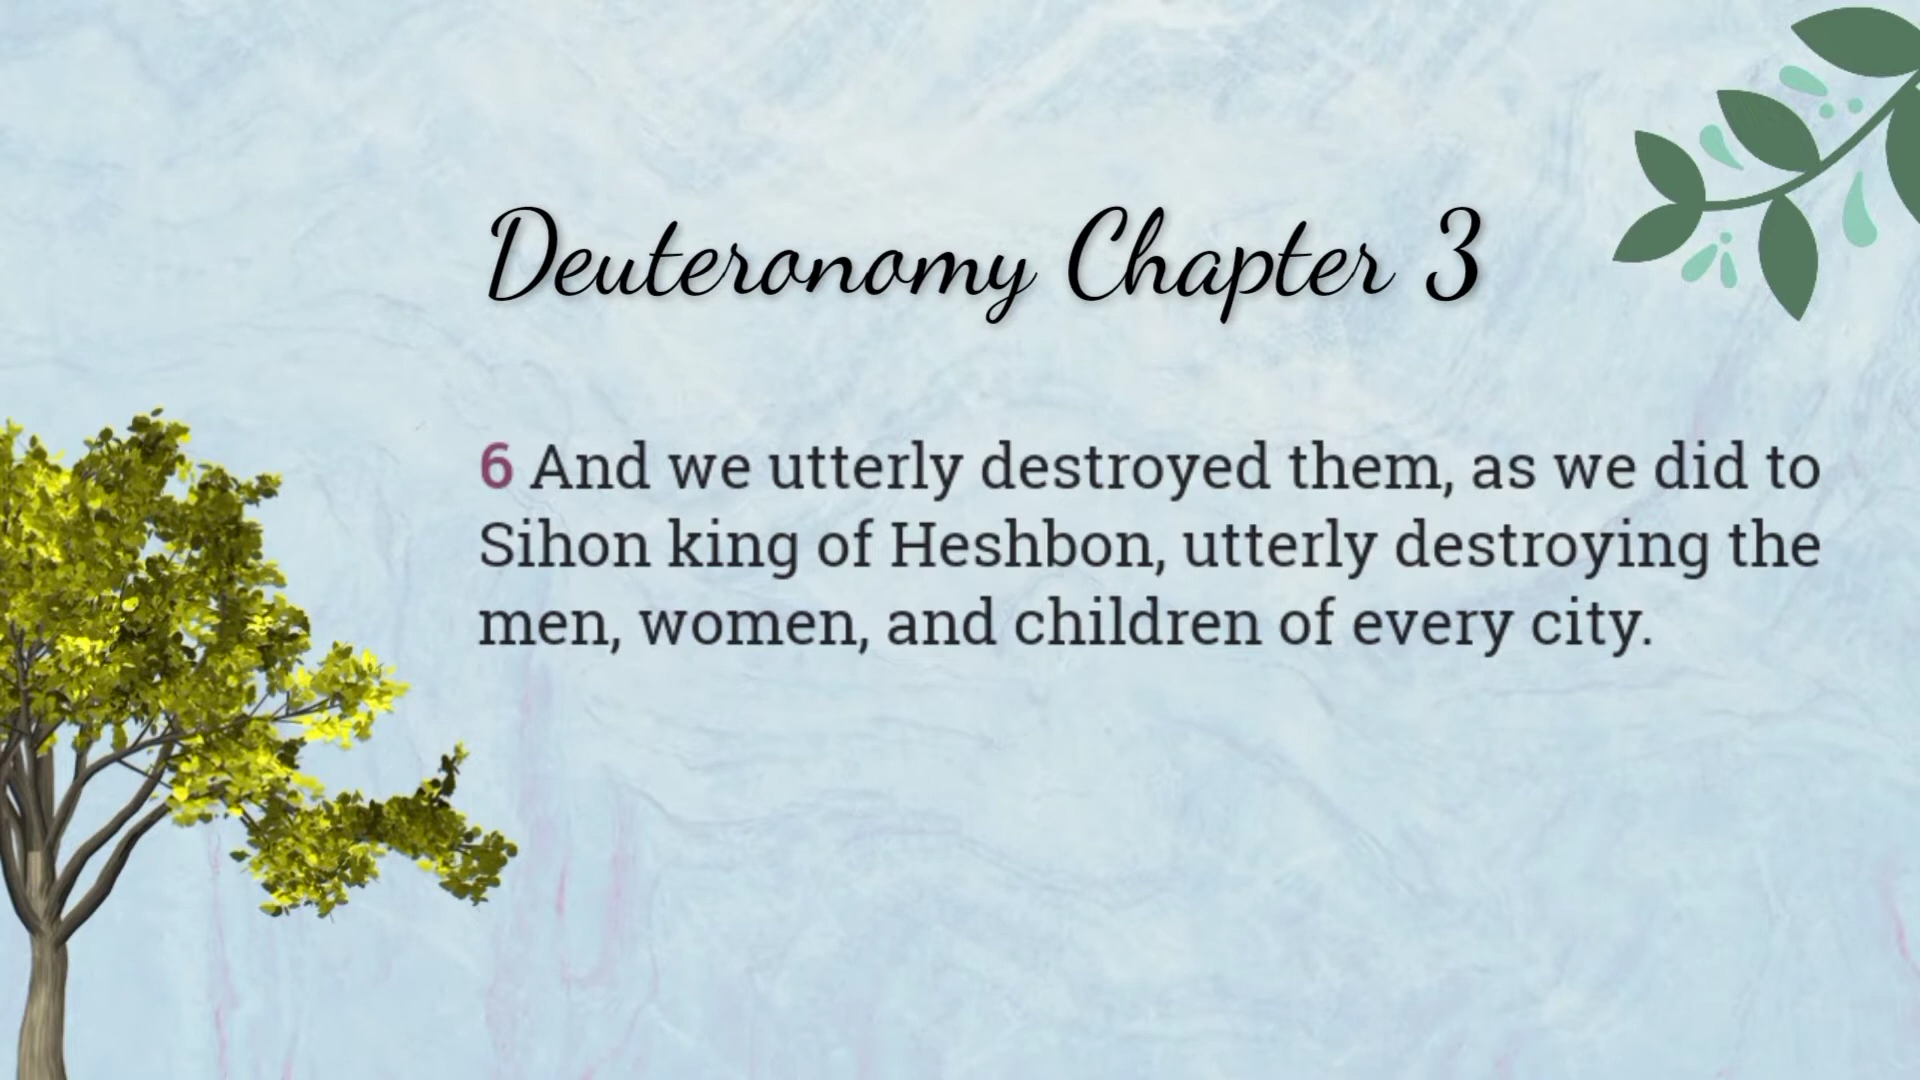 Deuteronomy Chapter 3
6 And we utterly destroyed them, as we did to
Sihon king of Heshbon, utterly destroying the
men, women, and children of every city.